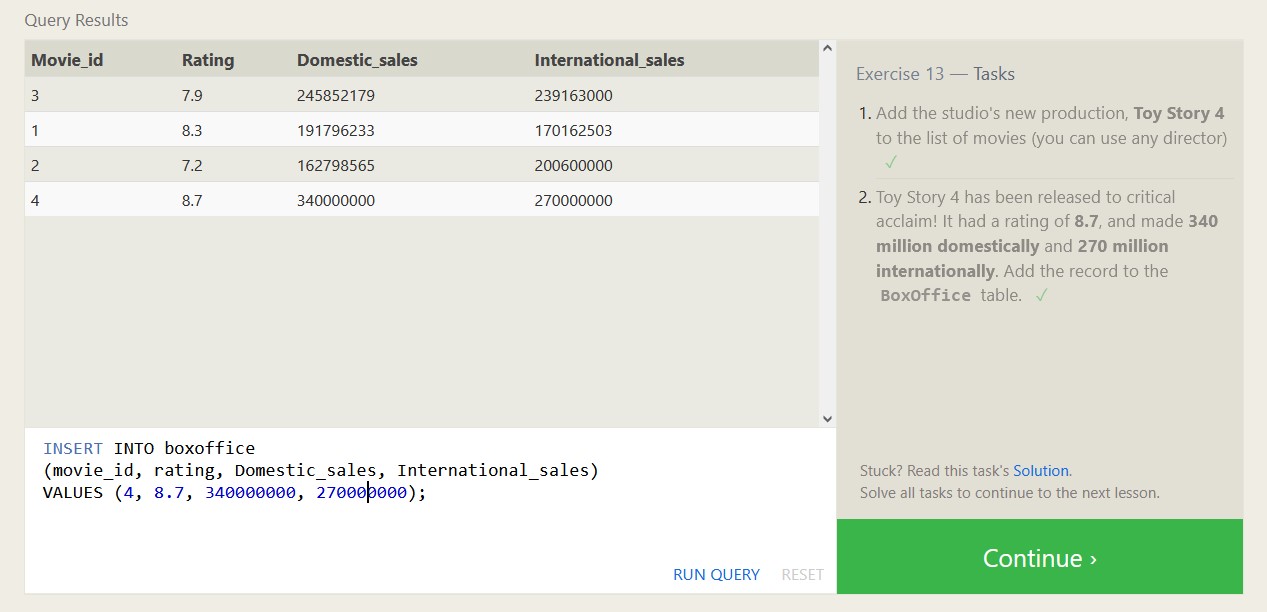 Query Results
Movie_id Rating Domestic_sales International_sales
3 7.9 245852179 239163000
1 8.3 191796233 170162503
2 7.2 162798565 200600000
4 8.7 340000000 270000000
INSERT INTO boxoffice
(movie_id, rating, Domestic_sales, International_sales)
VALUES (4, 8.7, 340000000, 270000000);
RUN QUERY RESET
Exercise 13 — Tasks
1. Add the studio's new production, Toy Story 4
to the list of movies (you can use any director)
✓
2. Toy Story 4 has been released to critical
acclaim! It had a rating of 8.7, and made 340
million domestically and 270 million
internationally. Add the record to the
BoxOffice table. ✓
Stuck? Read this task's Solution.
Solve all tasks to continue to the next lesson.
Continue ›